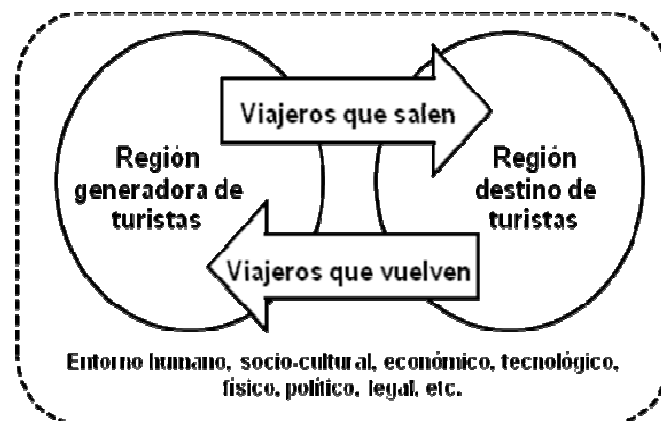 Viajeros que salen
Región
generadora de
turistas
Región
destino de
turistas
Viajeros que vuelven
Entorno humano, socio-cultural, económico, tecnológico,
físico, político, legal, etc.